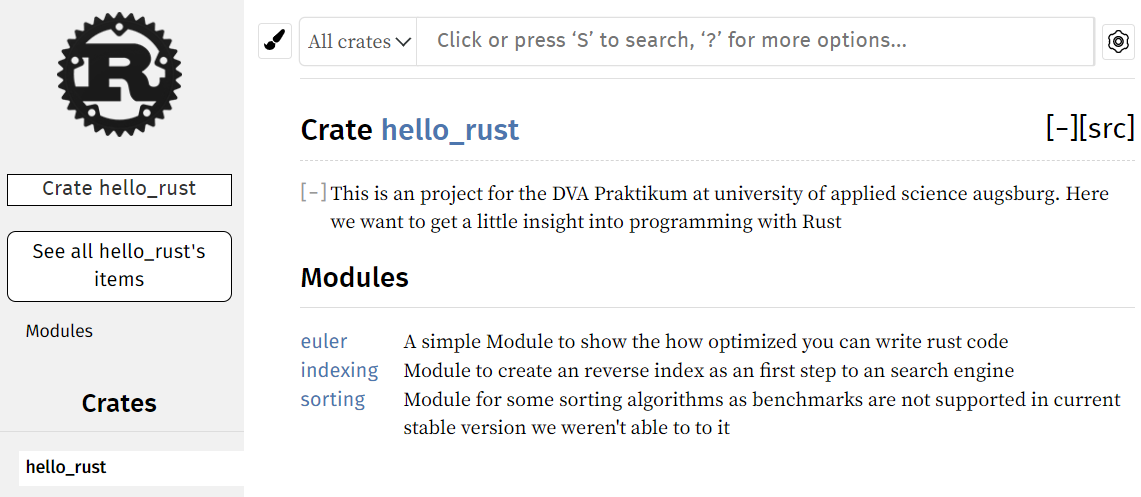 R
Crate hello_rust
See all hello_rust's
items
Modules
Crates
hello_rust
All crates
Click or press ‘S’ to search, ‘?’ for more options…
Crate hello_rust
[−][src]
[−] This is an project for the DVA Praktikum at university of applied science augsburg. Here
we want to get a little insight into programming with Rust
Modules
euler A simple Module to show the how optimized you can write rust code
indexing Module to create an reverse index as an first step to an search engine
sorting Module for some sorting algorithms as benchmarks are not supported in current
stable version we weren't able to to it